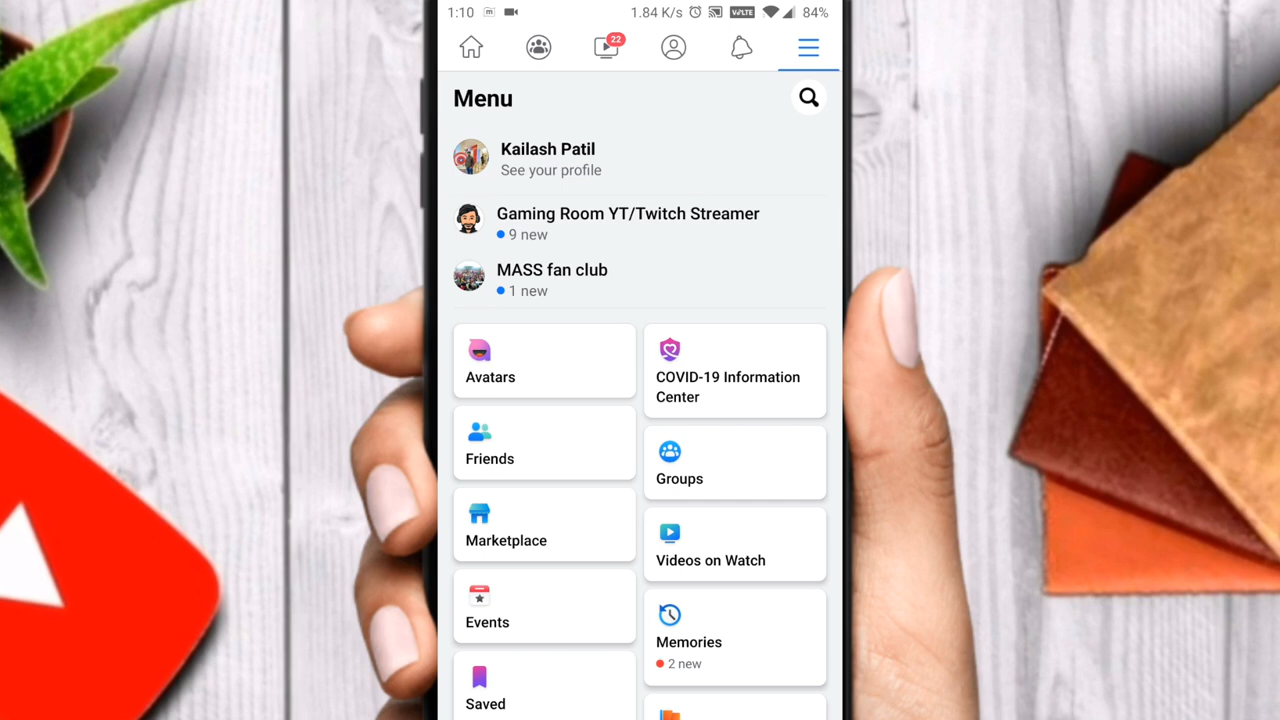 1:10 m 1.84 K/s VoLTE 84%
22
Menu
Kailash Patil
See your profile
Gaming Room YT/Twitch Streamer
9 new
MASS fan club
1 new
Avatars
COVID-19 Information
Center
Friends
Groups
Marketplace
Videos on Watch
Events
Memories
2 new
Saved